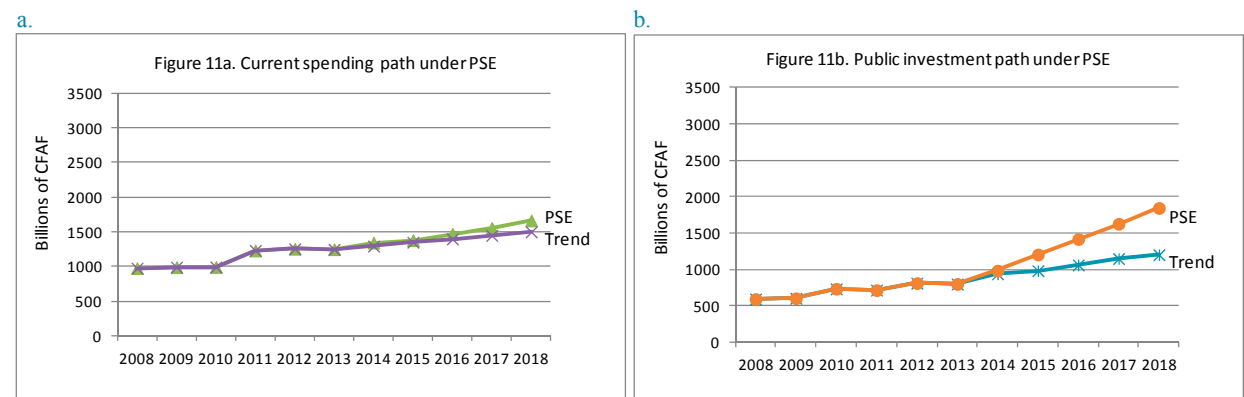 a.
Figure 11a. Current spending path under PSE
Billions of CFAF
3500
3000
2500
2000
1500
1000
500
0
PSE
Trend
2008 2009 2010 2011 2012 2013 2014 2015 2016 2017 2018
b.
Figure 11b. Public investment path under PSE
Billions of CFAF
3500
3000
2500
2000
1500
1000
500
0
PSE
Trend
2008 2009 2010 2011 2012 2013 2014 2015 2016 2017 2018